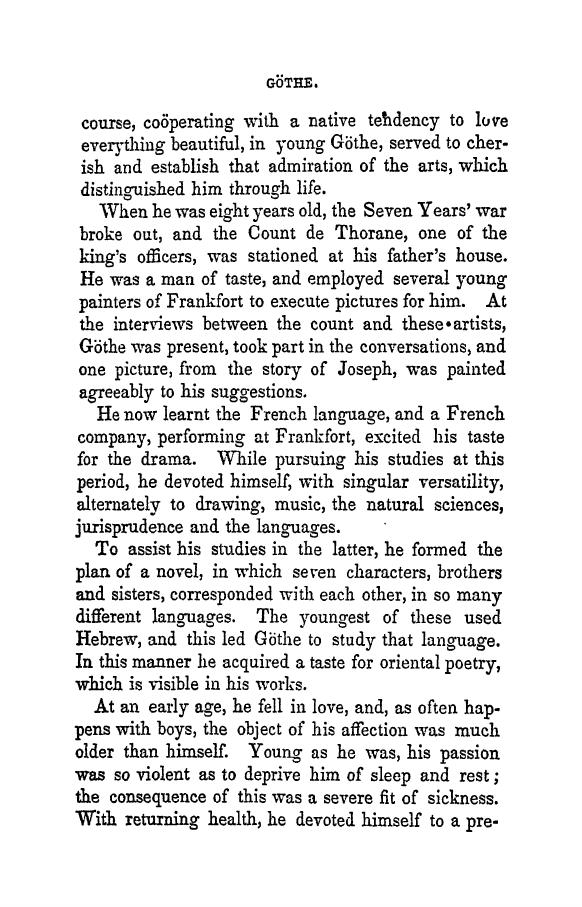 GÖTHE.
course, coöperating with a native tendency to love
everything beautiful, in young Göthe, served to cher-
ish and establish that admiration of the arts, which
distinguished him through life.
When he was eight years old, the Seven Years' war
broke out, and the Count de Thorane, one of the
king's officers, was stationed at his father's house.
He was a man of taste, and employed several young
painters of Frankfort to execute pictures for him. At
the interviews between the count and these artists,
Göthe was present, took part in the conversations, and
one picture, from the story of Joseph, was painted
agreeably to his suggestions.
He now learnt the French language, and a French
company, performing at Frankfort, excited his taste
for the drama. While pursuing his studies at this
period, he devoted himself, with singular versatility,
alternately to drawing, music, the natural sciences,
jurisprudence and the languages.
To assist his studies in the latter, he formed the
plan of a novel, in which seven characters, brothers
and sisters, corresponded with each other, in so many
different languages. The youngest of these used
Hebrew, and this led Göthe to study that language.
In this manner he acquired a taste for oriental poetry,
which is visible in his works.
At an early age, he fell in love, and, as often hap-
pens with boys, the object of his affection was much
older than himself. Young as he was, his passion
was so violent as to deprive him of sleep and rest;
the consequence of this was a severe fit of sickness.
With returning health, he devoted himself to a pre-